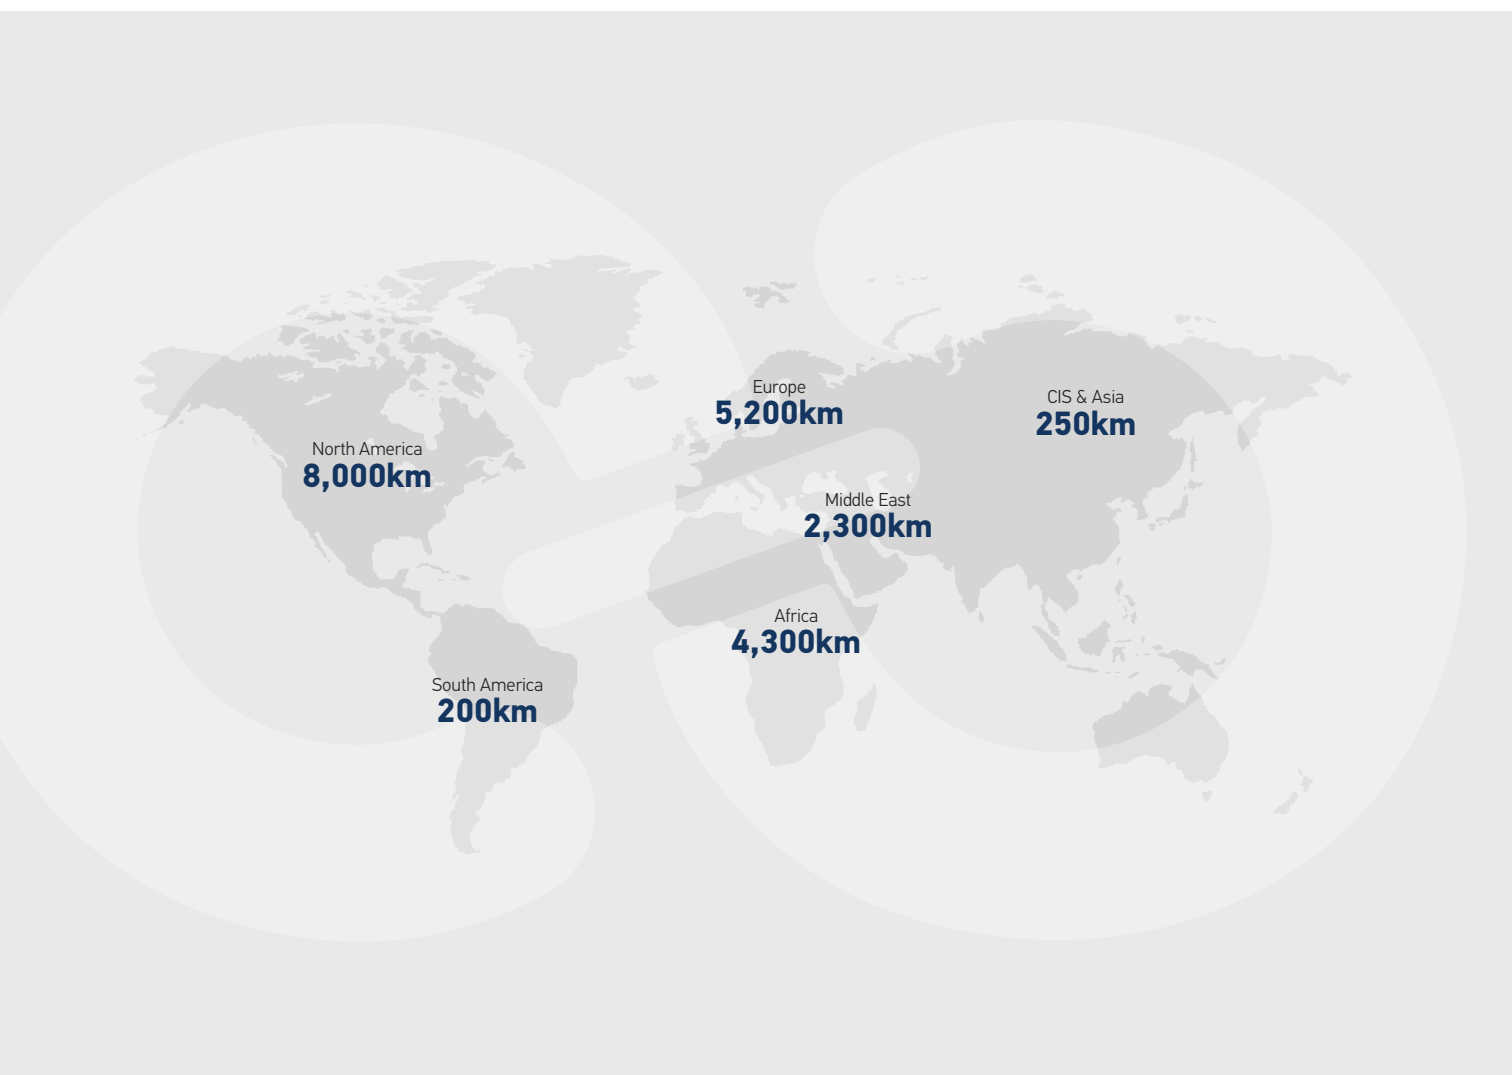 Europe
5,200km
CIS & Asia
250km
North America
8,000km
Middle East
2,300km
Africa
4,300km
South America
200km